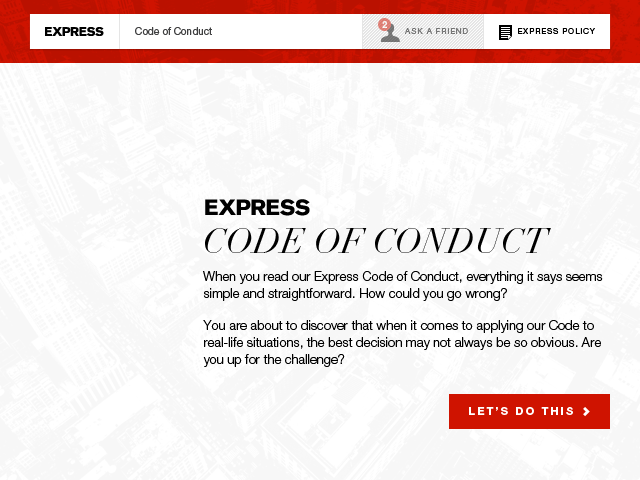 EXPRESS
Code of Conduct
2
ASK A FRIEND
EXPRESS POLICY
EXPRESS
CODE OF CONDUCT
When you read our Express Code of Conduct, everything it says seems
simple and straightforward. How could you go wrong?
You are about to discover that when it comes to applying our Code to
real-life situations, the best decision may not always be so obvious. Are
you up for the challenge?
LET'S DO THIS